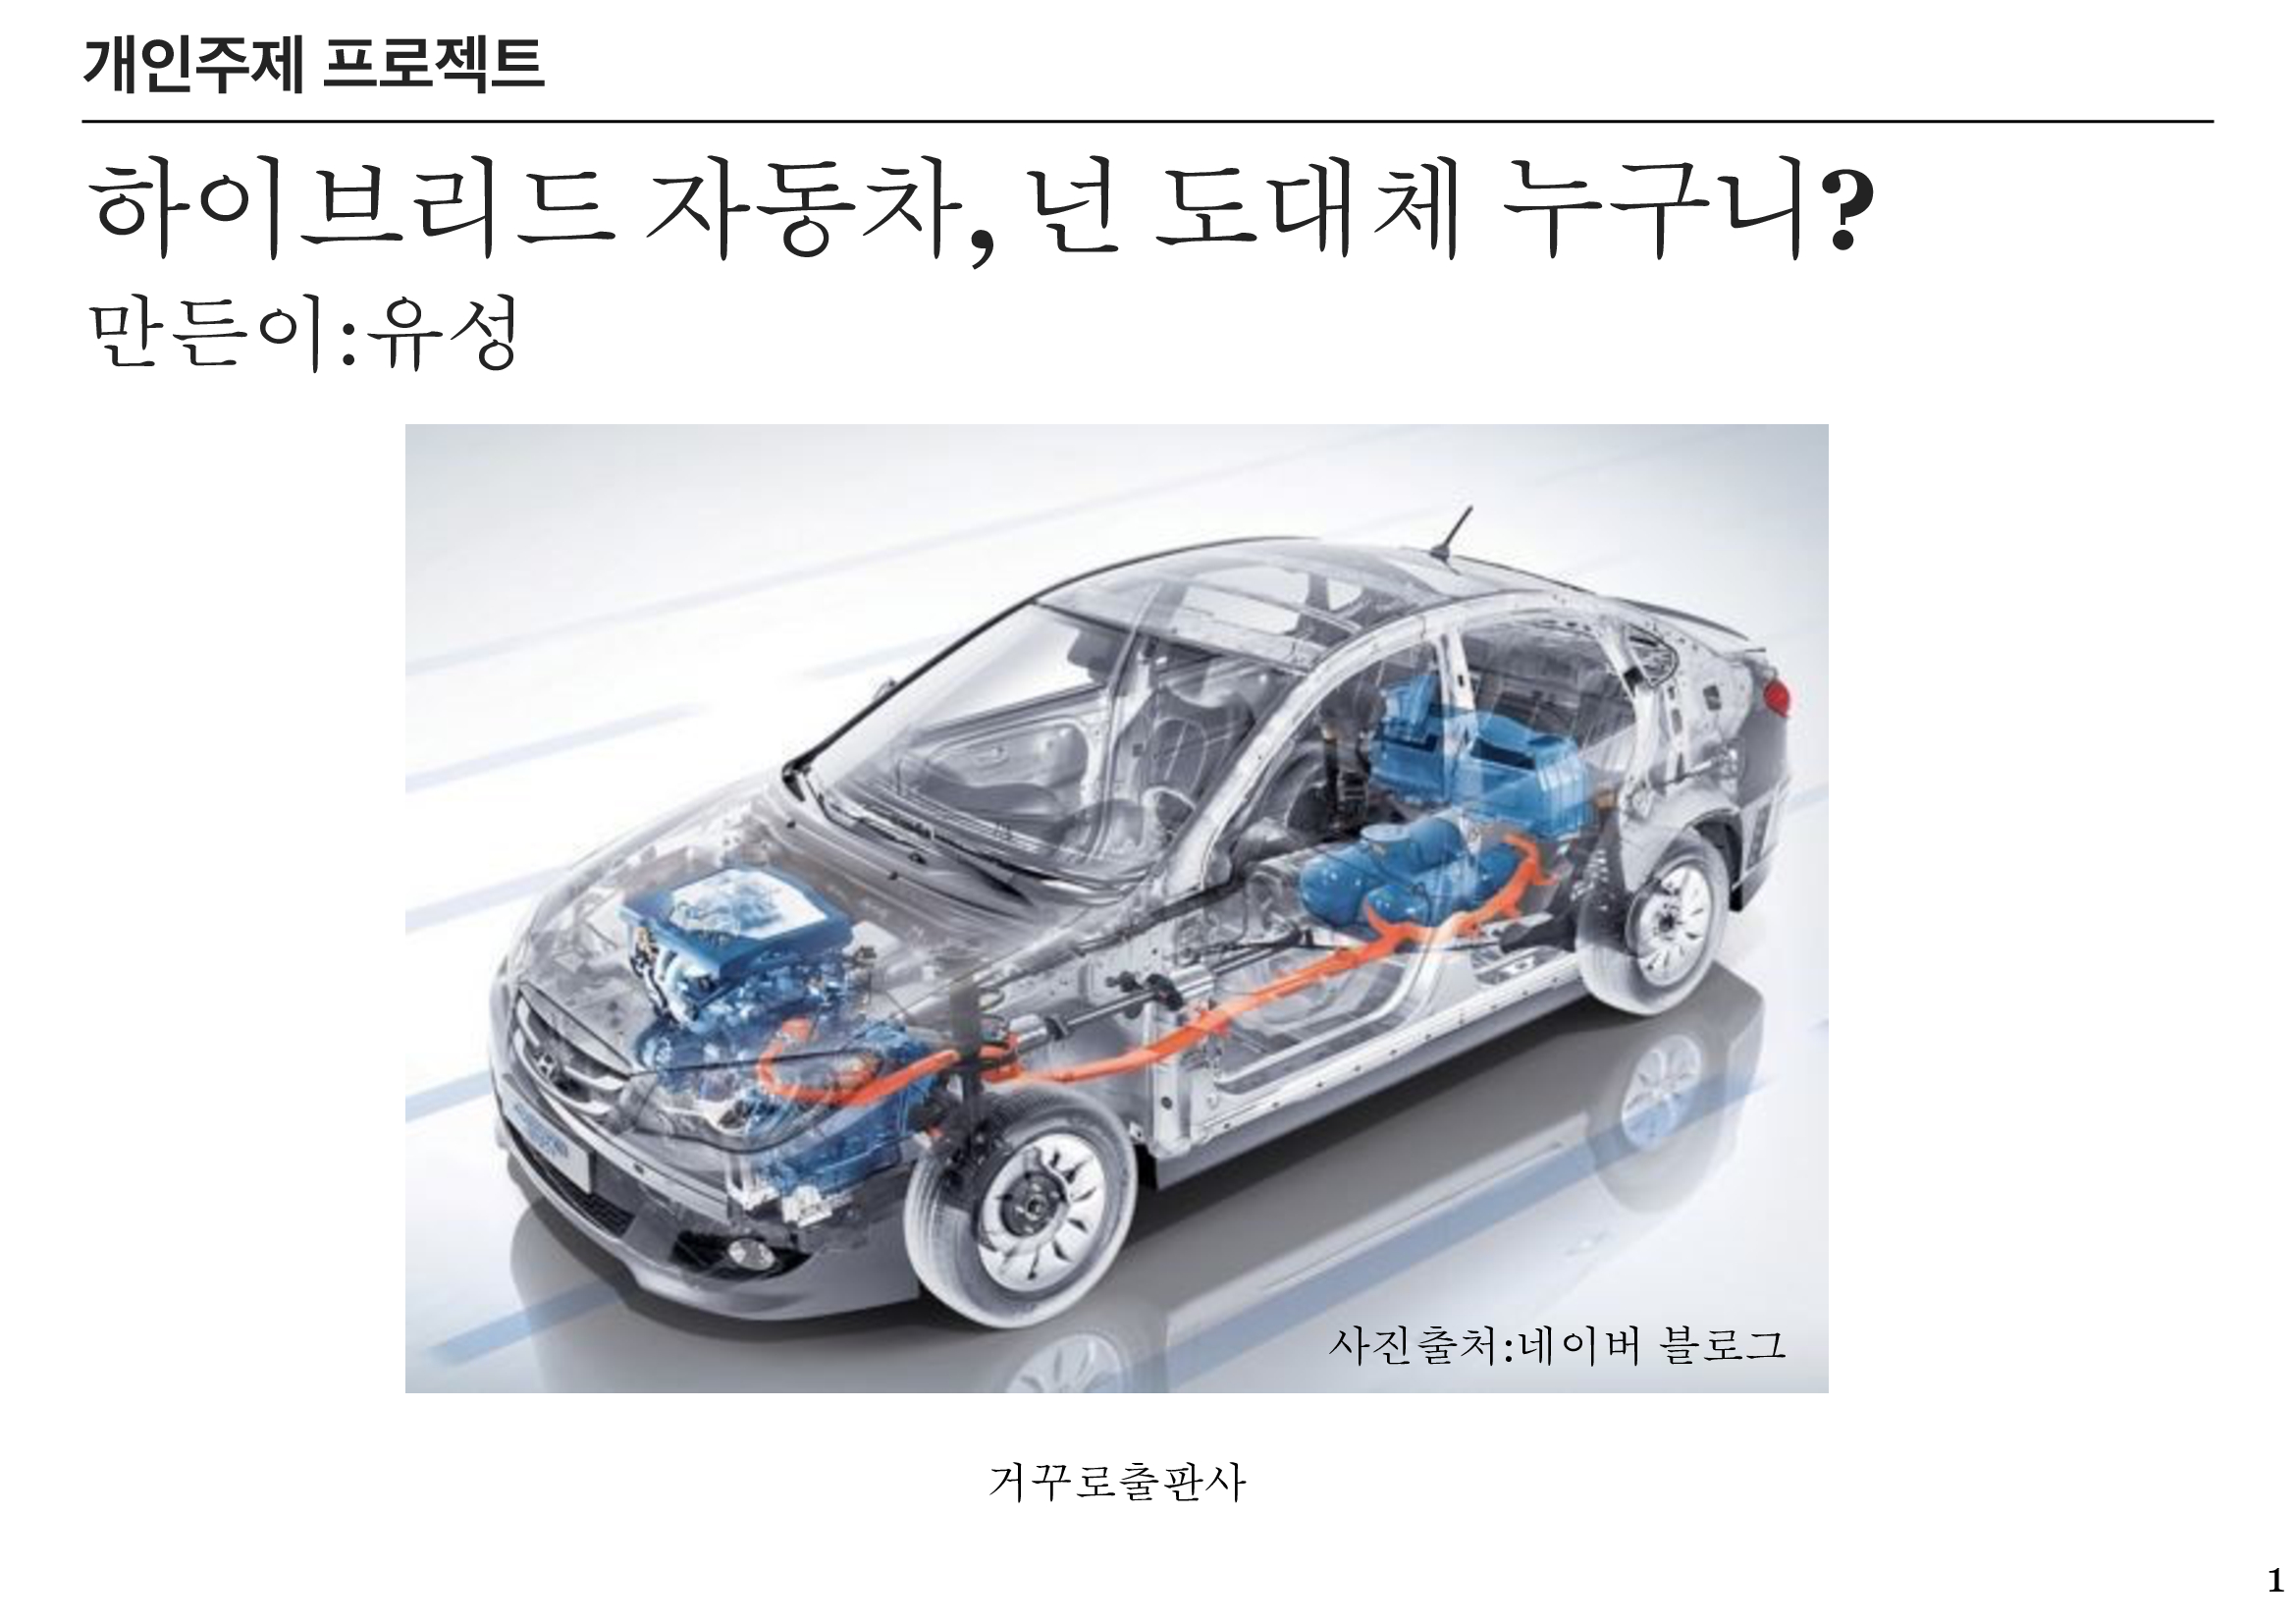 개인주제 프로젝트
하이브리드 자동차, 넌 도대체 누구니?
만든이:유성
사진출처:네이버 블로그
거꾸로출판사
1